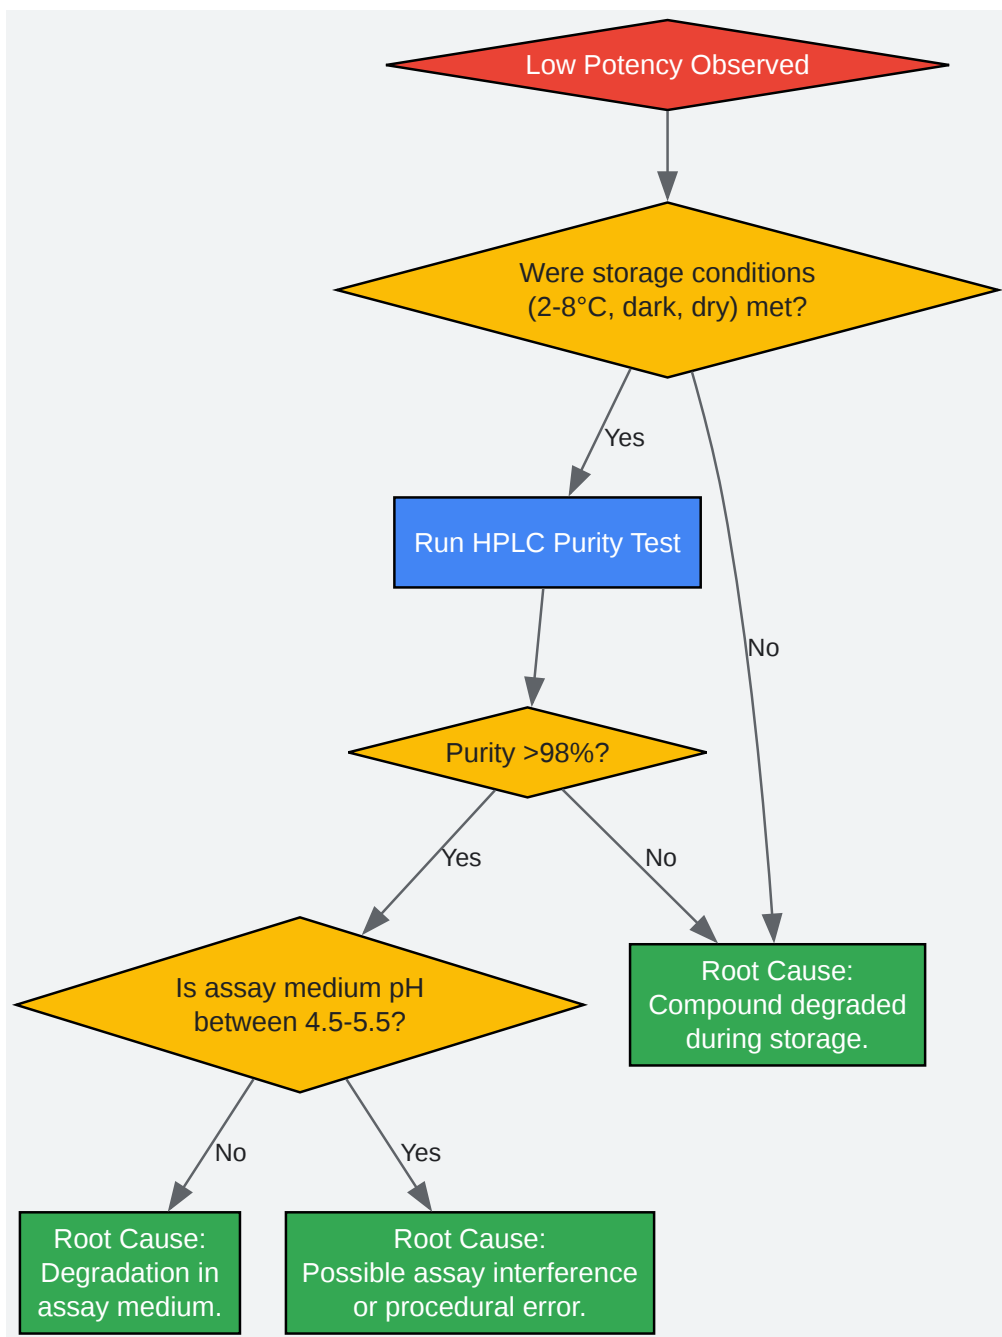 Low Potency Observed
Were storage conditions
(2-8°C, dark, dry) met?
Yes
Run HPLC Purity Test
No
Purity >98%?
Yes
No
Is assay medium pH
between 4.5-5.5?
Root Cause:
Compound degraded
during storage.
No
Yes
Root Cause:
Degradation in
assay medium.
Root Cause:
Possible assay interference
or procedural error.